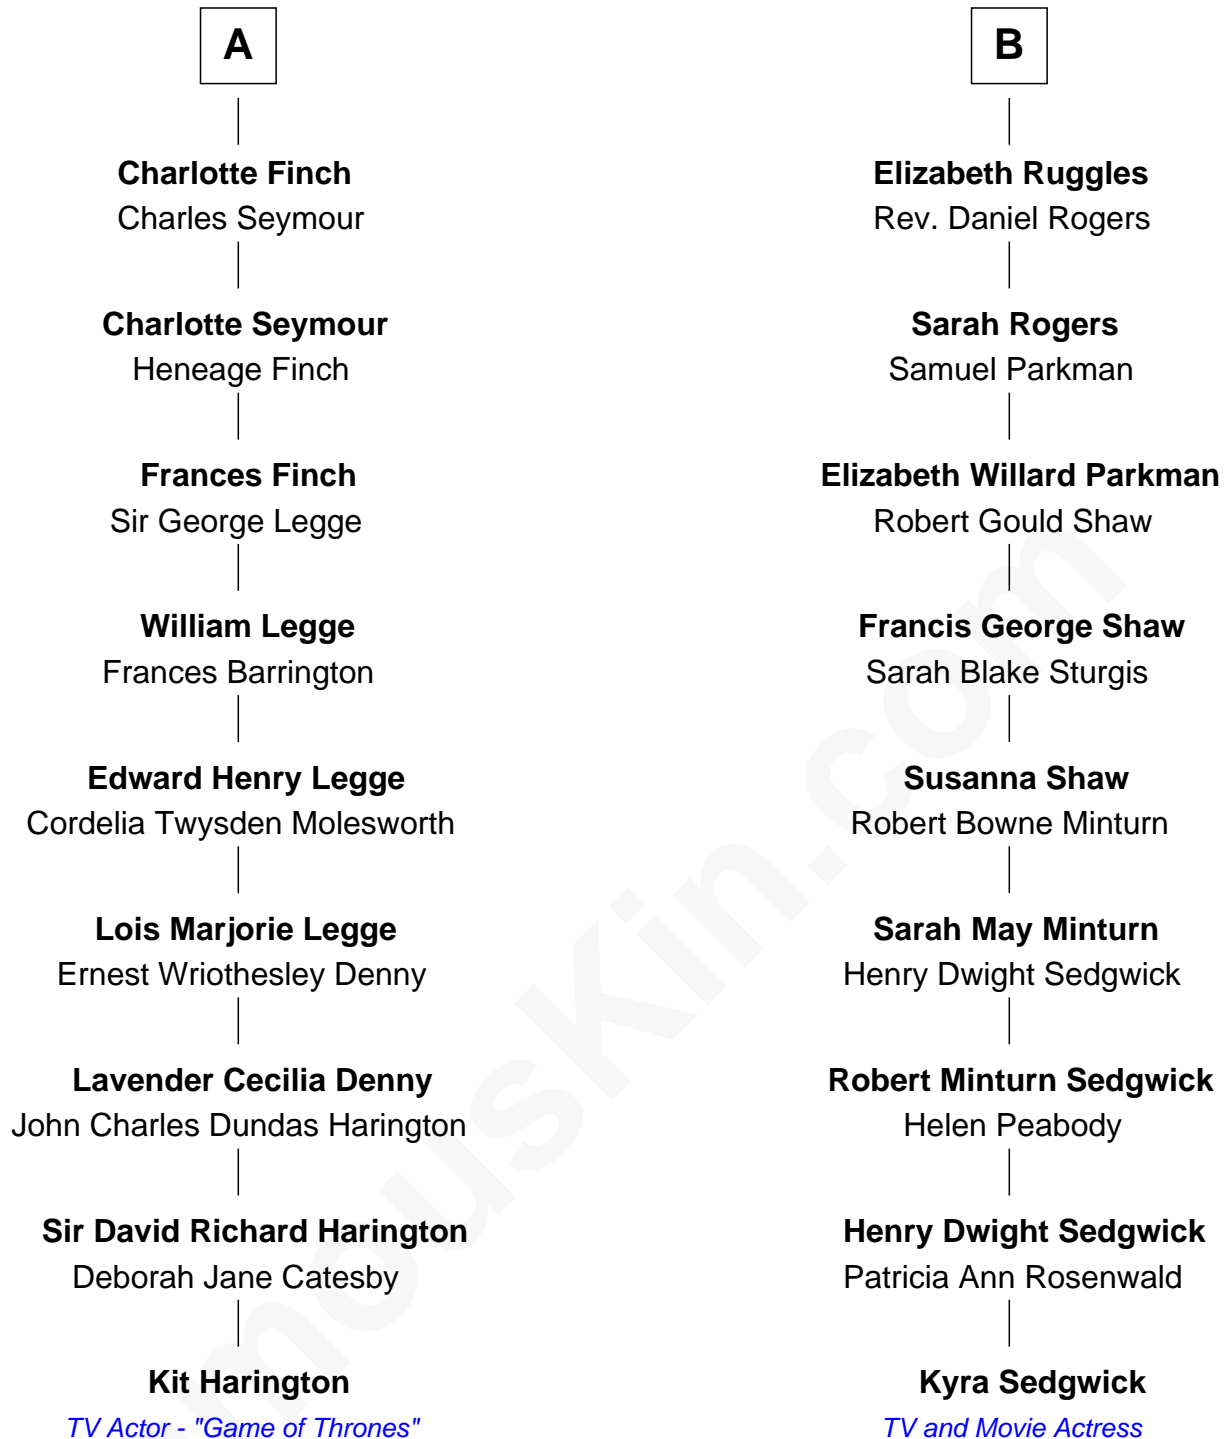 A
Charlotte Finch
Charles Seymour
Charlotte Seymour
Heneage Finch
Frances Finch
Sir George Legge
William Legge
Frances Barrington
Edward Henry Legge
Cordelia Twysden Molesworth
Lois Marjorie Legge
Ernest Wriothesley Denny
Lavender Cecilia Denny
John Charles Dundas Harington
Sir David Richard Harington
Deborah Jane Catesby
Kit Harington
TV Actor - "Game of Thrones"
B
Elizabeth Ruggles
Rev. Daniel Rogers
Sarah Rogers
Samuel Parkman
Elizabeth Willard Parkman
Robert Gould Shaw
Francis George Shaw
Sarah Blake Sturgis
Susanna Shaw
Robert Bowne Minturn
Sarah May Minturn
Henry Dwight Sedgwick
Robert Minturn Sedgwick
Helen Peabody
Henry Dwight Sedgwick
Patricia Ann Rosenwald
Kyra Sedgwick
TV and Movie Actress
mouskin.com